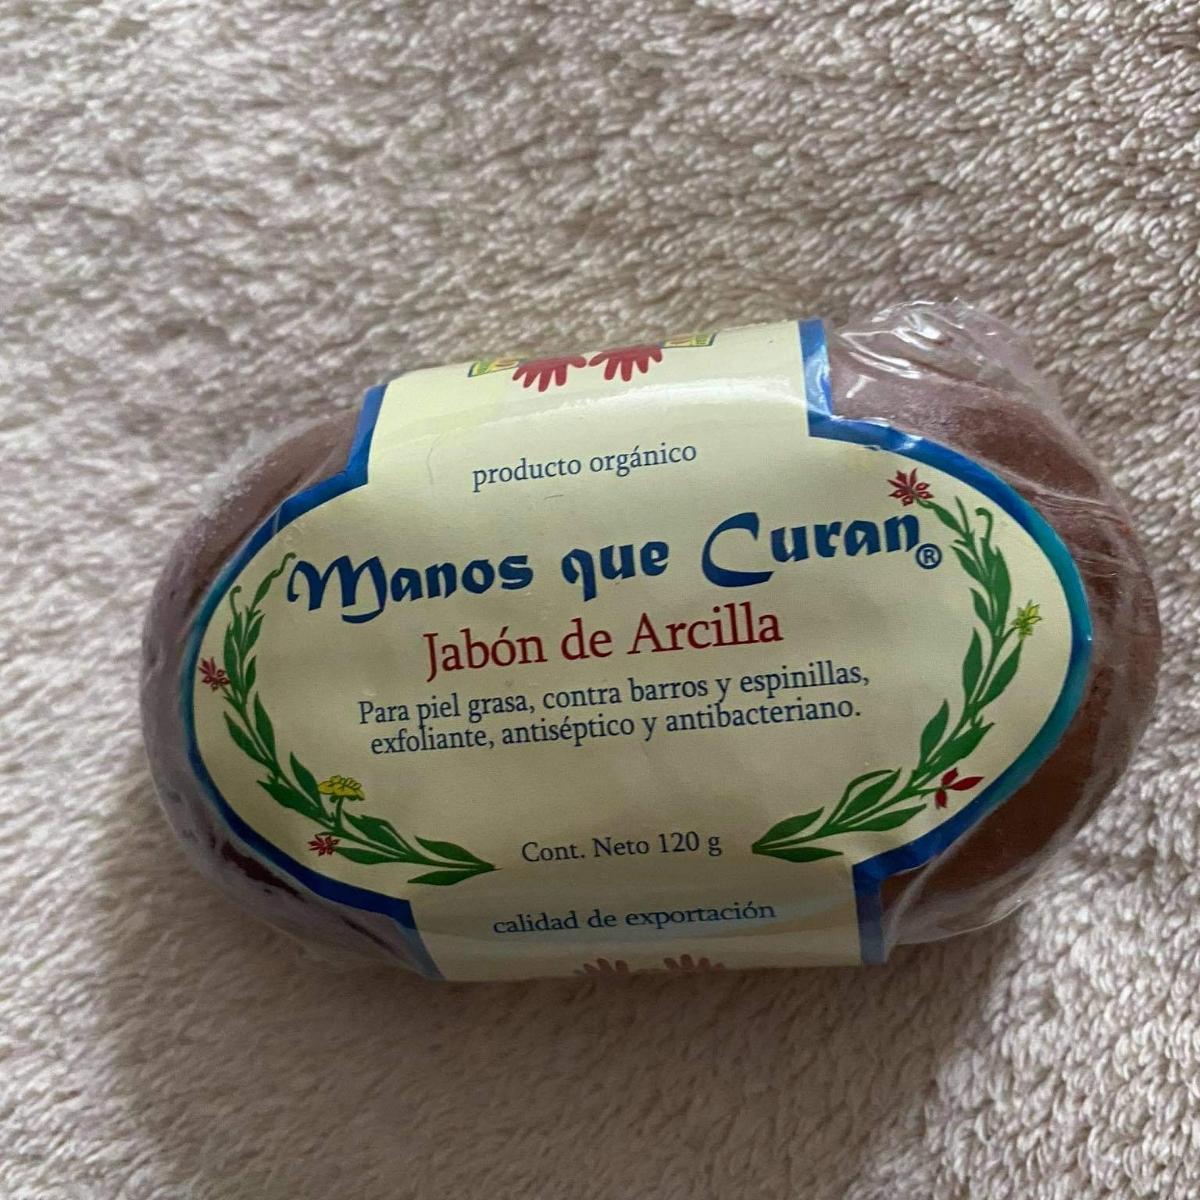 producto orgánico
Manos que Curan®
Jabón de Arcilla
Para piel grasa, contra barros y espinillas,
exfoliante, antiséptico y antibacteriano.
Cont. Neto 120 g
calidad de exportación